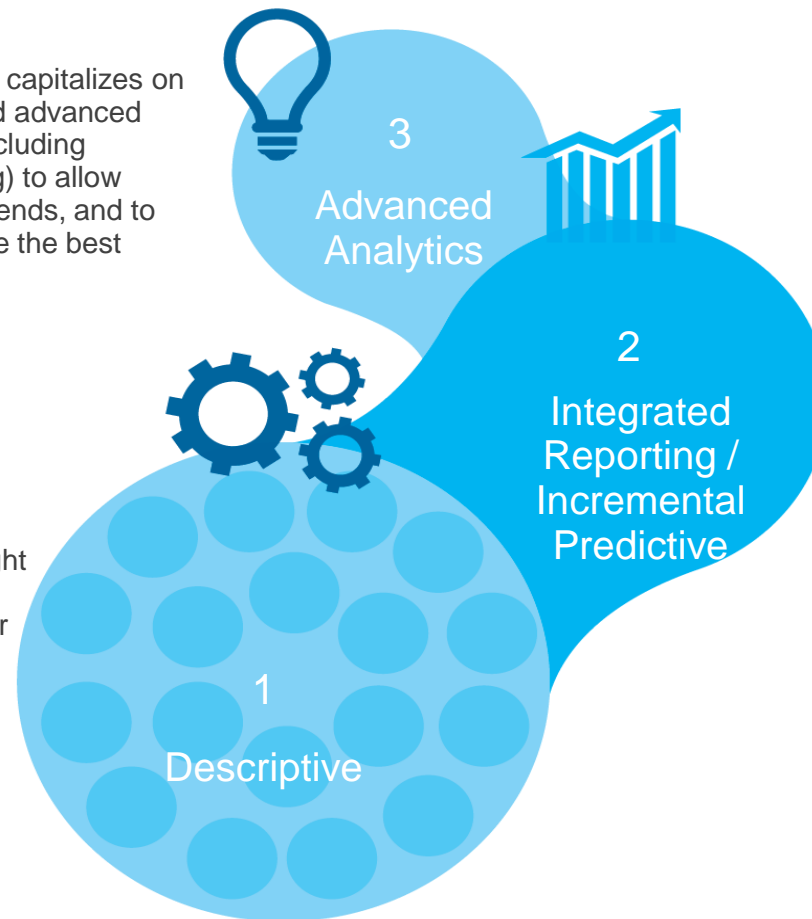 capitalizes on
advanced
cluding
g) to allow
ends, and to
e the best
3
Advanced
Analytics
2
Integrated
Reporting /
Incremental
Predictive
ght
r
1
Descriptive